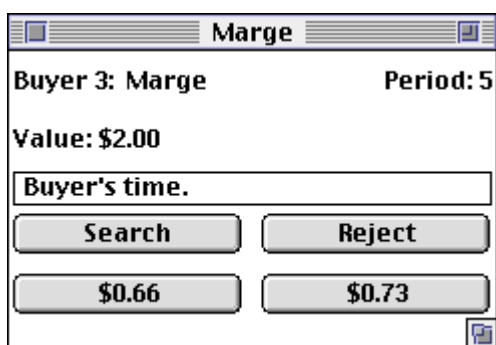 Marge
Buyer 3: Marge Period: 5
Value: $2.00
Buyer's time.
Search Reject
$0.66 $0.73